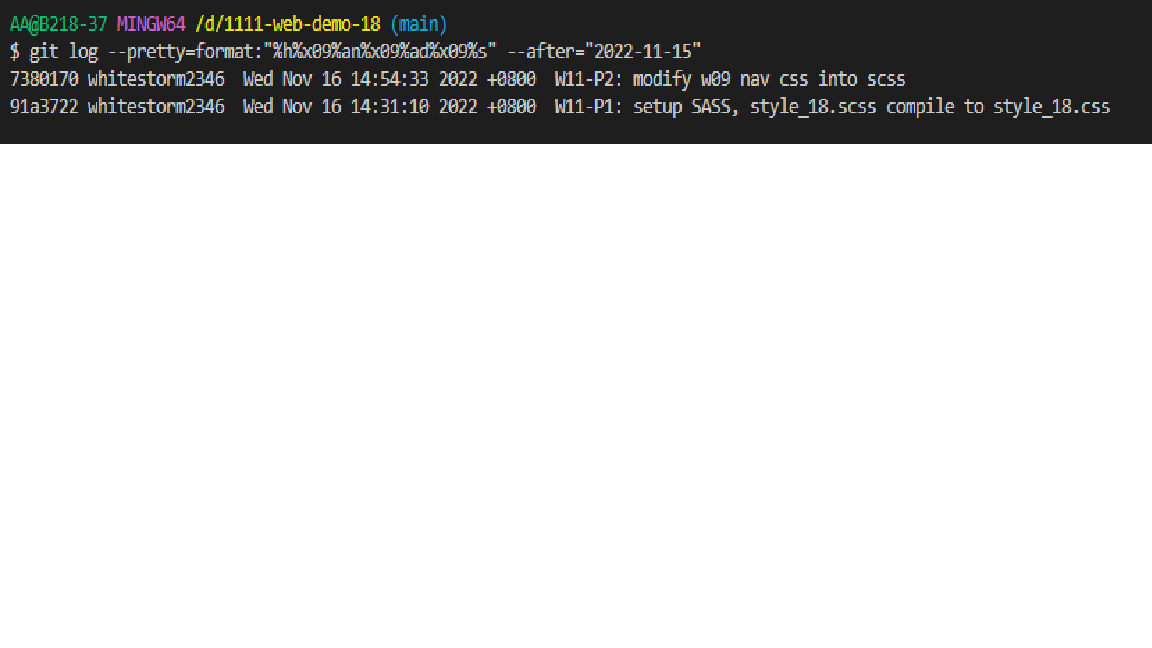 AA@B218-37 MINGW64 /d/1111-web-demo-18 (main)
$ git log --pretty=format:"%h%x09%an%x09%ad%x09%s" --after="2022-11-15"
7380170 whitestorm2346  Wed Nov 16 14:54:33 2022 +0800  W11-P2: modify w09 nav css into scss
91a3722 whitestorm2346  Wed Nov 16 14:31:10 2022 +0800  W11-P1: setup SASS, style_18.scss compile to style_18.css